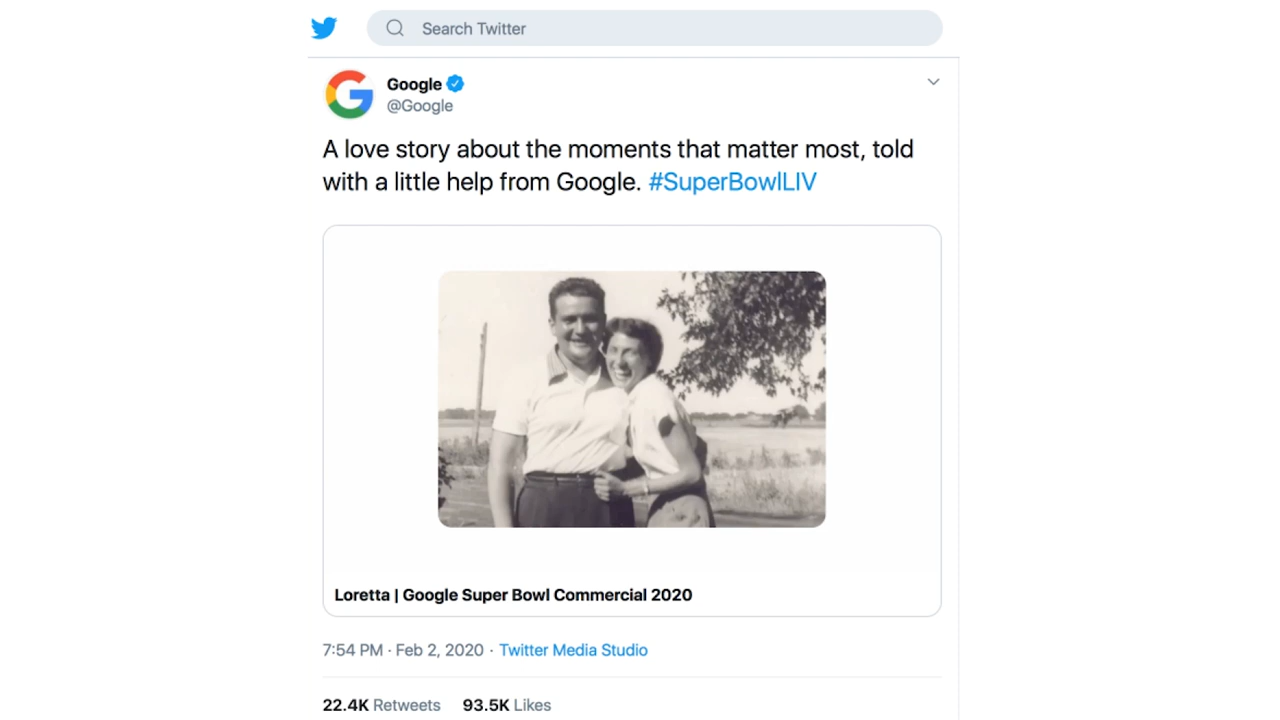 Search Twitter
Google
@Google
A love story about the moments that matter most, told
with a little help from Google. #SuperBowlLIV
Loretta | Google Super Bowl Commercial 2020
7:54 PM · Feb 2, 2020 · Twitter Media Studio
22.4K Retweets 93.5K Likes